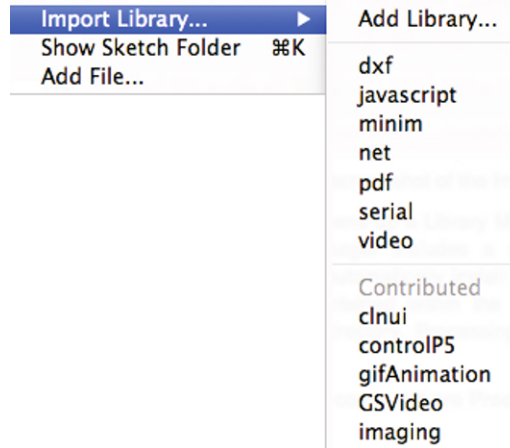 Import Library...
Show Sketch Folder ⌘K
Add File...
Add Library...
dxf
javascript
minim
net
pdf
serial
video
Contributed
clnui
controlP5
gifAnimation
GSVideo
imaging